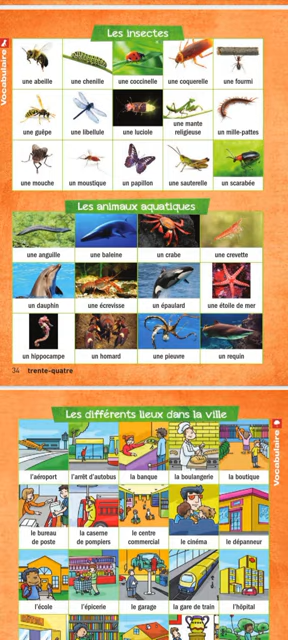 Vocabulaire
Les insectes
une abeille
une chenille
une coccinelle
une coquerelle
une fourmi
une guêpe
une libellule
une luciole
une mante
religieuse
un mille-pattes
une mouche
un moustique
un papillon
une sauterelle
un scarabée
Les animaux aquatiques
une anguille
une baleine
un crabe
une crevette
un dauphin
une écrevisse
un épaulard
une étoile de mer
un hippocampe
un homard
une pieuvre
un requin
34 trente-quatre
Les différents lieux dans la ville
Vocabulaire
l'aéroport
l'arrêt d'autobus
la banque
la boulangerie
la boutique
le bureau
de poste
la caserne
de pompiers
le centre
commercial
le cinéma
le dépanneur
l'école
l'épicerie
le garage
la gare de train
l'hôpital